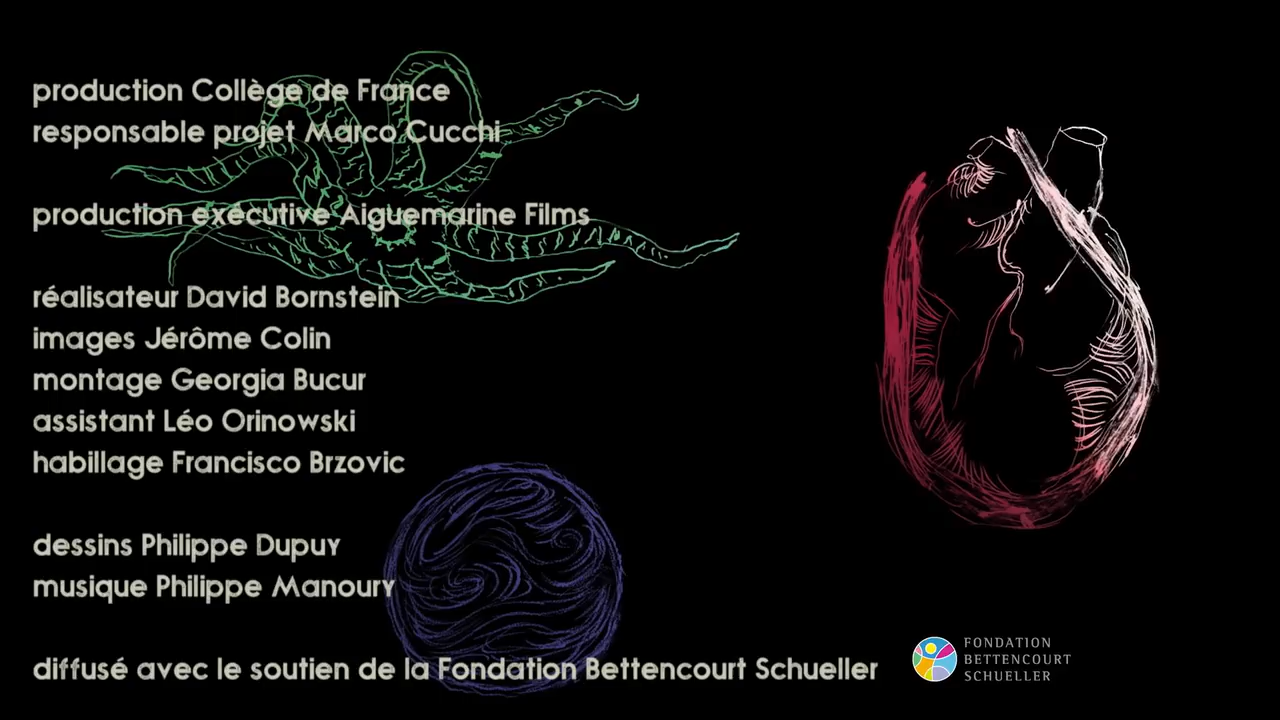 production Collège de France
responsable projet Marco Cucchi
production exécutive Aiguemarine Films
réalisateur David Bornstein
images Jérôme Colin
montage Georgia Bucur
assistant Léo Orinowski
habillage Francisco Brzovic
dessins Philippe Dupuy
musique Philippe Manoury
diffusé avec le soutien de la Fondation Bettencourt Schueller
FONDATION
BETTENCOURT
SCHUELLER